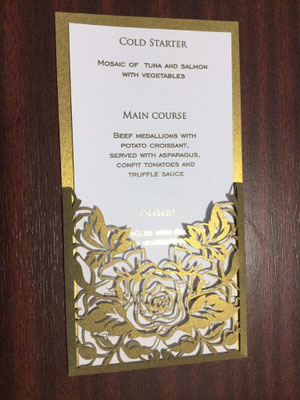 Cold Starter
Mosaic of tuna and salmon
with vegetables
Main course
Beef medallions with
potato croissant,
served with asparagus,
confit tomatoes and
truffle sauce
Dessert